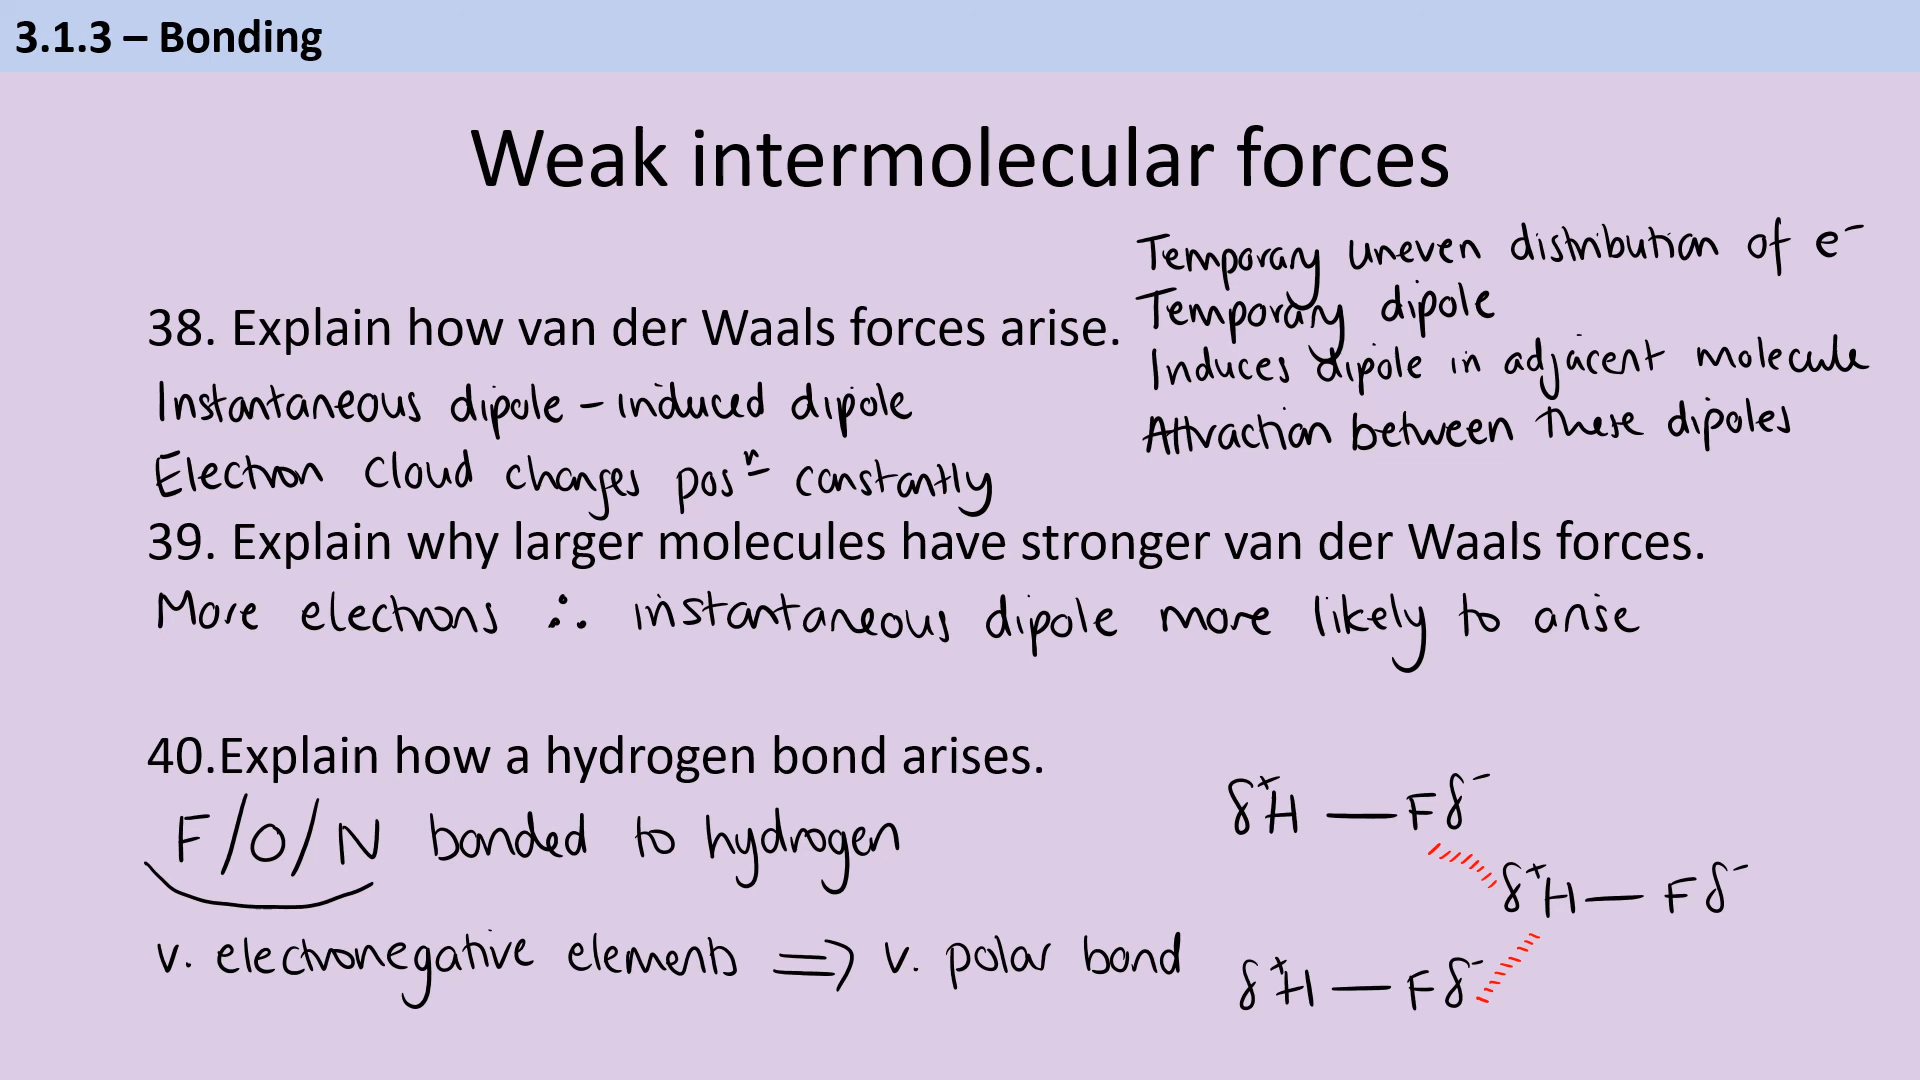 3.1.3 – Bonding
Weak intermolecular forces
38. Explain how van der Waals forces arise.
Temporary uneven distribution of e⁻
Temporary dipole
Induces dipole in adjacent molecule
Attraction between these dipoles
Instantaneous dipole – induced dipole
Electron cloud changes posⁿ constantly
39. Explain why larger molecules have stronger van der Waals forces.
More electrons ∴ instantaneous dipole more likely to arise
40.Explain how a hydrogen bond arises.
F/O/N bonded to hydrogen
v. electronegative elements ⇒ v. polar bond
δ⁺H — Fδ⁻
δ⁺H — Fδ⁻
δ⁺H — Fδ⁻